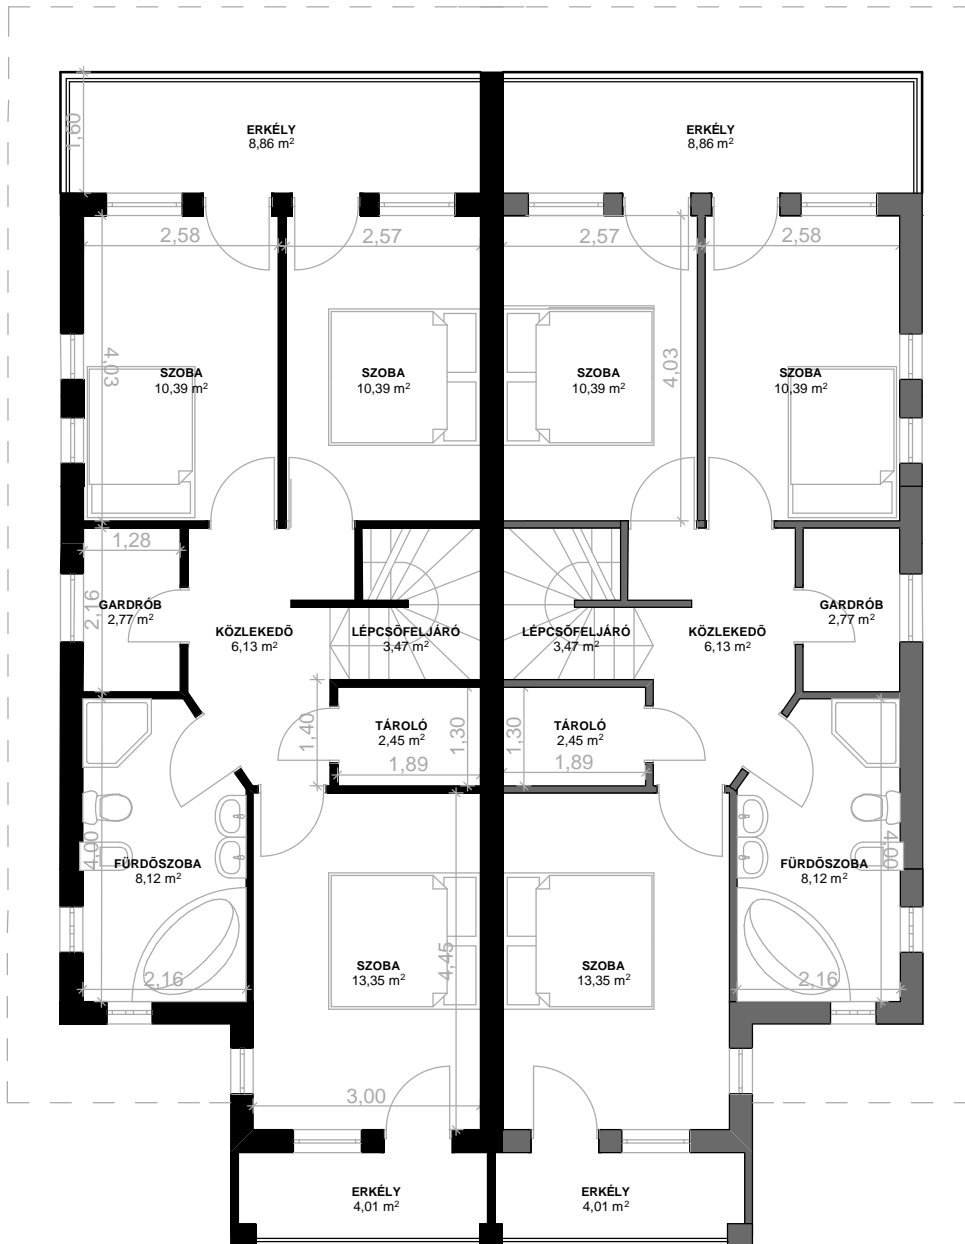 ERKÉLY
8,86 m²
ERKÉLY
8,86 m²
1,60
2,58
2,57
2,57
2,58
4,03
4,03
SZOBA
10,39 m²
SZOBA
10,39 m²
SZOBA
10,39 m²
SZOBA
10,39 m²
1,28
2,16
GARDRÓB
2,77 m²
GARDRÓB
2,77 m²
KÖZLEKEDŐ
6,13 m²
LÉPCSŐFELJÁRÓ
3,47 m²
LÉPCSŐFELJÁRÓ
3,47 m²
KÖZLEKEDŐ
6,13 m²
1,40
TÁROLÓ
2,45 m²
1,30
1,30
TÁROLÓ
2,45 m²
1,89
1,89
4,00
FÜRDŐSZOBA
8,12 m²
FÜRDŐSZOBA
8,12 m²
4,00
4,45
SZOBA
13,35 m²
SZOBA
13,35 m²
2,16
2,16
3,00
ERKÉLY
4,01 m²
ERKÉLY
4,01 m²